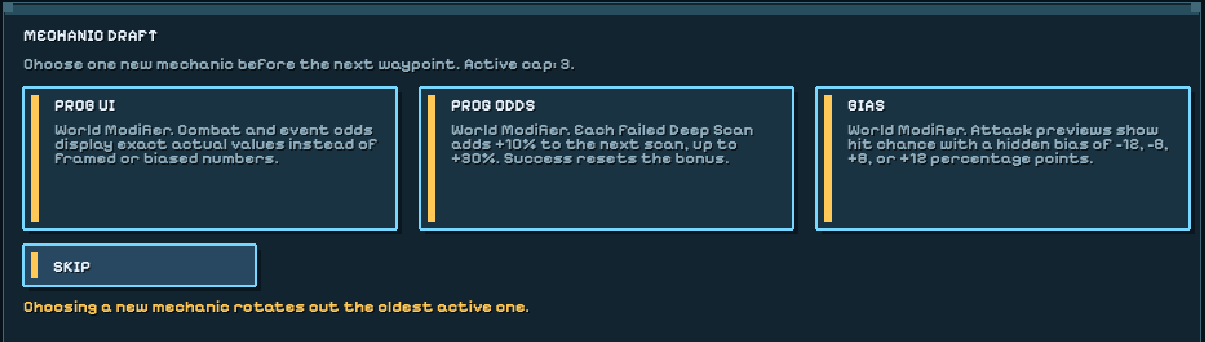 MECHANIC DRAFT
Choose one new mechanic before the next waypoint. Active cap: 3.
PROG UI
World Modifier. Combat and event odds
display exact actual values instead of
framed or biased numbers.
PROG ODDS
World Modifier. Each failed Deep Scan
adds +10% to the next scan, up to
+30%. Success resets the bonus.
BIAS
World Modifier. Attack previews show
hit chance with a hidden bias of -12, -8,
+8, or +12 percentage points.
SKIP
Choosing a new mechanic rotates out the oldest active one.